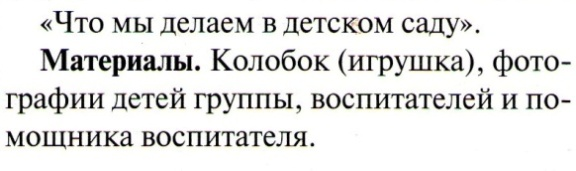 «Что мы делаем в детском саду».
Материалы. Колобок (игрушка), фото-
графии детей группы, воспитателей и по-
мощника воспитателя.